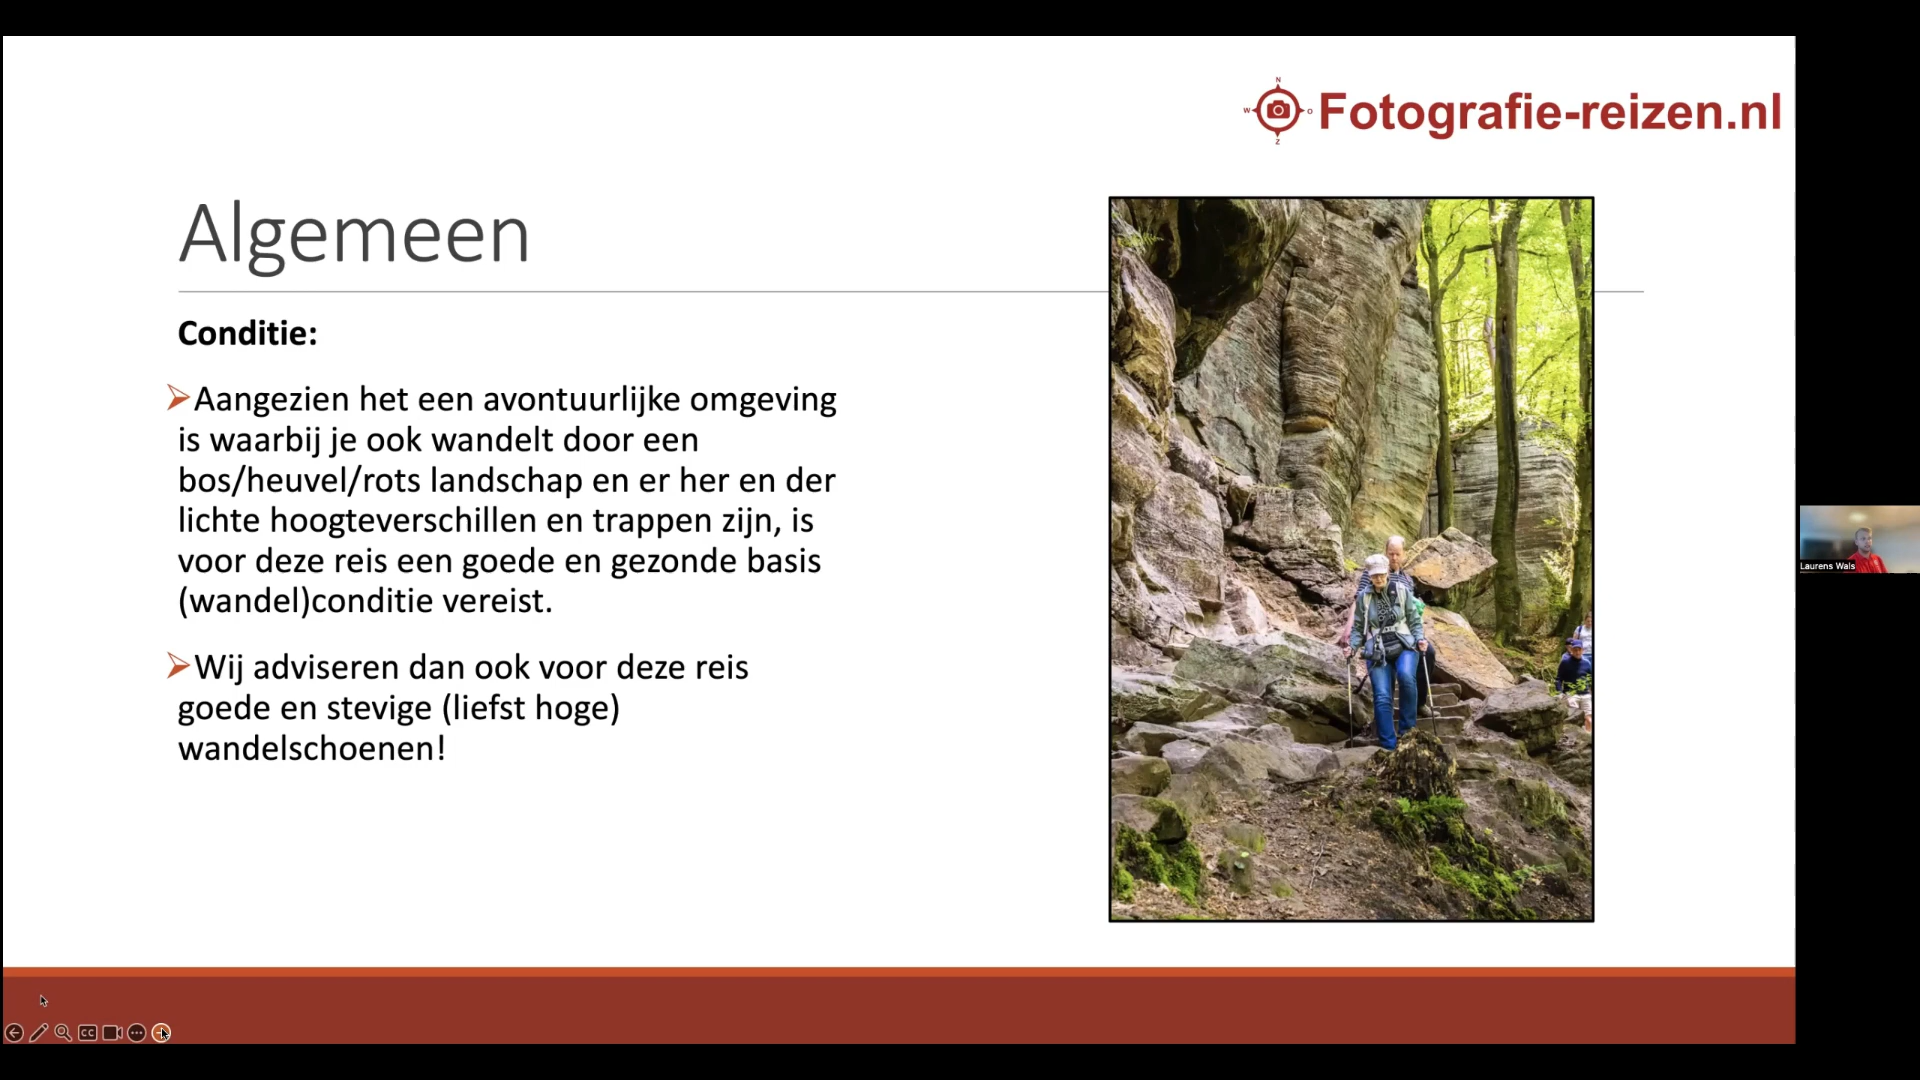 N
W O
Z
Fotografie-reizen.nl
Algemeen
Conditie:
Aangezien het een avontuurlijke omgeving
is waarbij je ook wandelt door een
bos/heuvel/rots landschap en er her en der
lichte hoogteverschillen en trappen zijn, is
voor deze reis een goede en gezonde basis
(wandel)conditie vereist.
Wij adviseren dan ook voor deze reis
goede en stevige (liefst hoge)
wandelschoenen!
Laurens Wals
CC